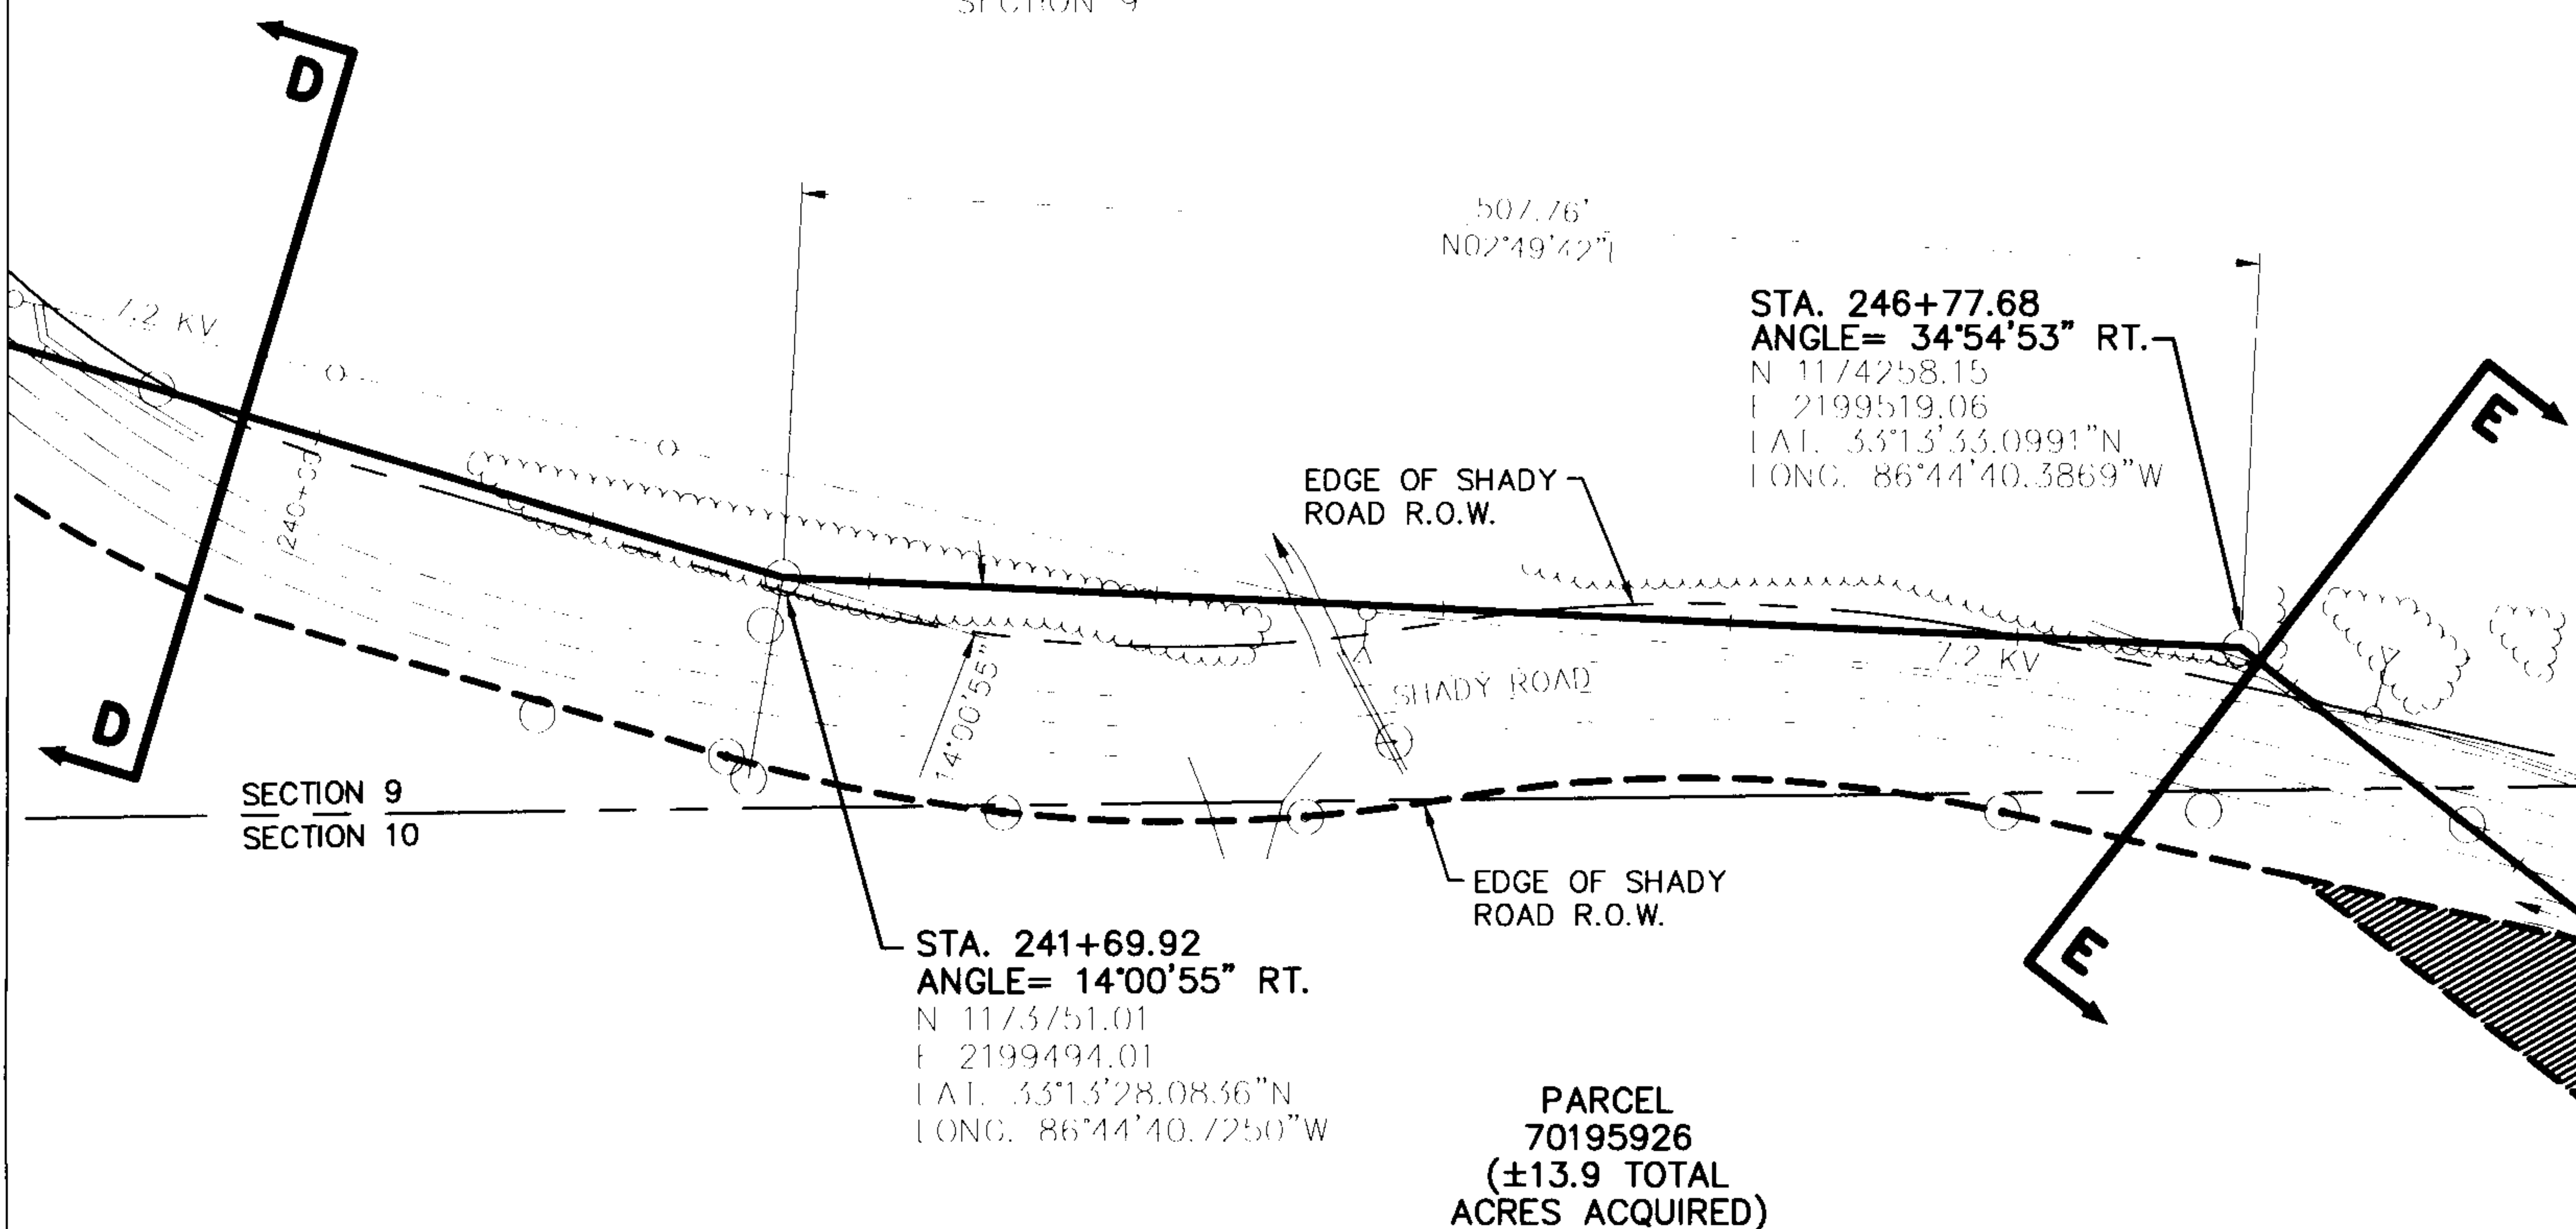 SECTION 9
D
507.76'
N02°49'42"E
7.2 KV.
STA. 246+77.68
ANGLE= 34°54'53" RT.
N 1174258.15
E 2199519.06
LAT. 33°13'33.0991"N
LONG. 86°44'40.3869"W
E
EDGE OF SHADY
ROAD R.O.W.
SHADY ROAD
7.2 KV
14°00'55"
D
SECTION 9
SECTION 10
EDGE OF SHADY
ROAD R.O.W.
E
STA. 241+69.92
ANGLE= 14°00'55" RT.
N 1173751.01
E 2199494.01
LAT. 33°13'28.0836"N
LONG. 86°44'40.7250"W
PARCEL
70195926
(±13.9 TOTAL
ACRES ACQUIRED)